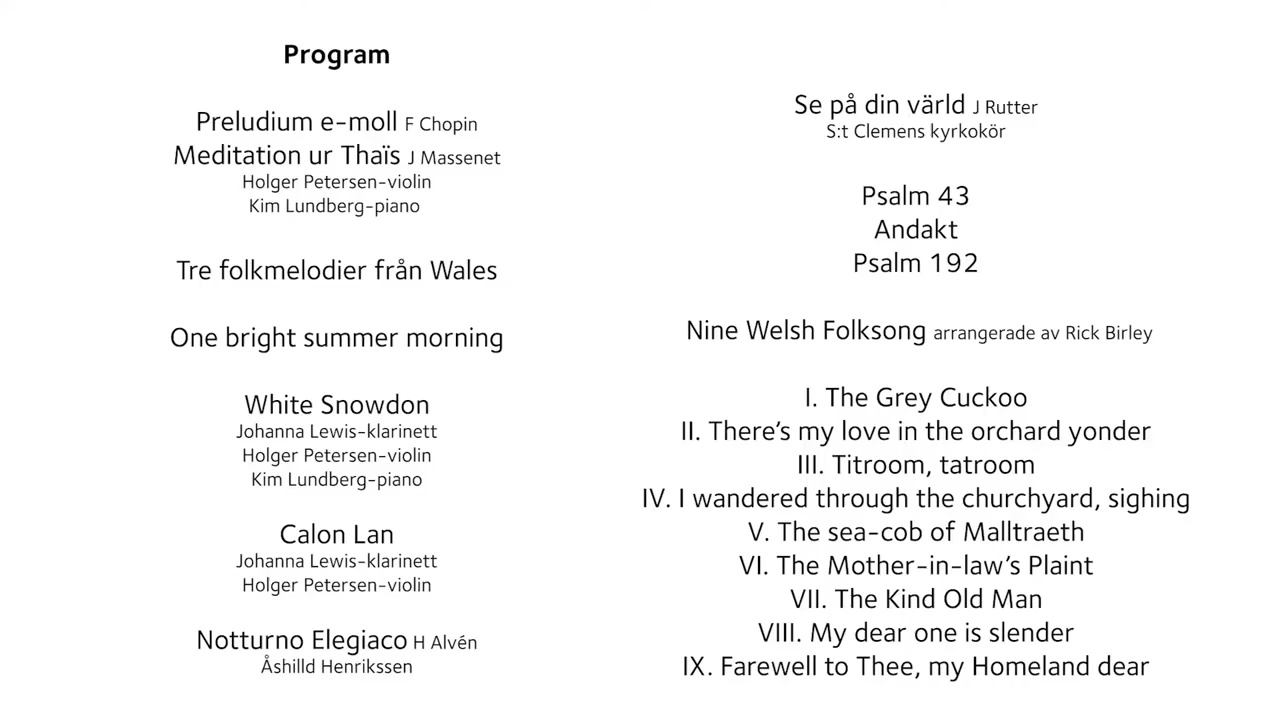 Program
Preludium e-moll F Chopin
Meditation ur Thaïs J Massenet
Holger Petersen-violin
Kim Lundberg-piano
Tre folkmelodier från Wales
One bright summer morning
White Snowdon
Johanna Lewis-klarinett
Holger Petersen-violin
Kim Lundberg-piano
Calon Lan
Johanna Lewis-klarinett
Holger Petersen-violin
Notturno Elegiaco H Alvén
Åshilld Henrikssen
Se på din värld J Rutter
S:t Clemens kyrkokör
Psalm 43
Andakt
Psalm 192
Nine Welsh Folksong arrangerade av Rick Birley
I. The Grey Cuckoo
II. There's my love in the orchard yonder
III. Titroom, tatroom
IV. I wandered through the churchyard, sighing
V. The sea-cob of Malltraeth
VI. The Mother-in-law's Plaint
VII. The Kind Old Man
VIII. My dear one is slender
IX. Farewell to Thee, my Homeland dear